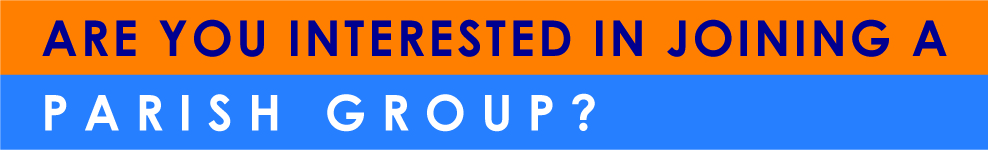 ARE YOU INTERESTED IN JOINING A
PARISH GROUP?